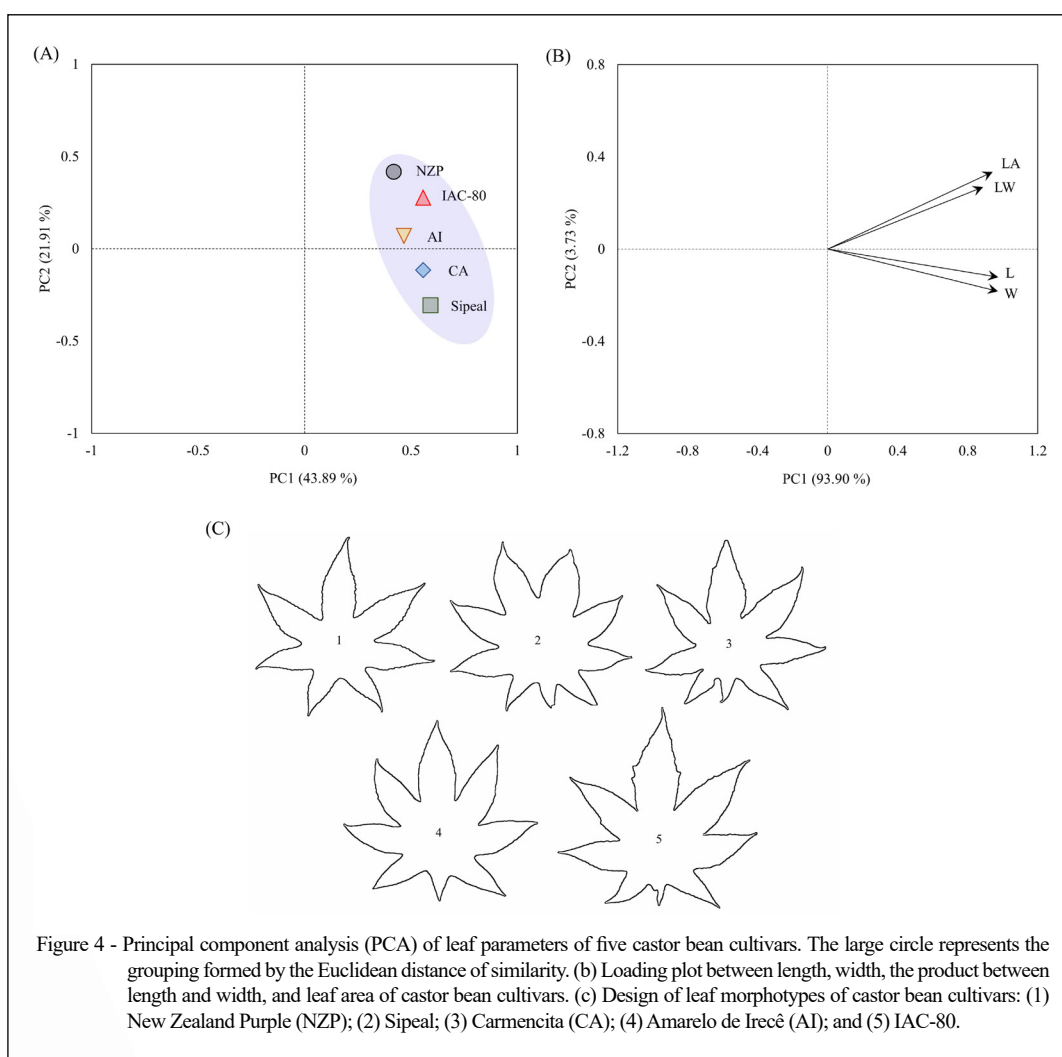 (A)
1
0.5
0
-0.5
-1
-1
-0.5
0
0.5
1
PC2 (21.91 %)
PC1 (43.89 %)
NZP
IAC-80
AI
CA
Sipeal
(B)
0.8
0.4
0
-0.4
-0.8
-1.2
-0.8
-0.4
0
0.4
0.8
1.2
PC2 (3.73 %)
PC1 (93.90 %)
LA
LW
L
W
(C)
1
2
3
4
5
Figure 4 - Principal component analysis (PCA) of leaf parameters of five castor bean cultivars. The large circle represents the
grouping formed by the Euclidean distance of similarity. (b) Loading plot between length, width, the product between
length and width, and leaf area of castor bean cultivars. (c) Design of leaf morphotypes of castor bean cultivars: (1)
New Zealand Purple (NZP); (2) Sipeal; (3) Carmencita (CA); (4) Amarelo de Irecê (AI); and (5) IAC-80.